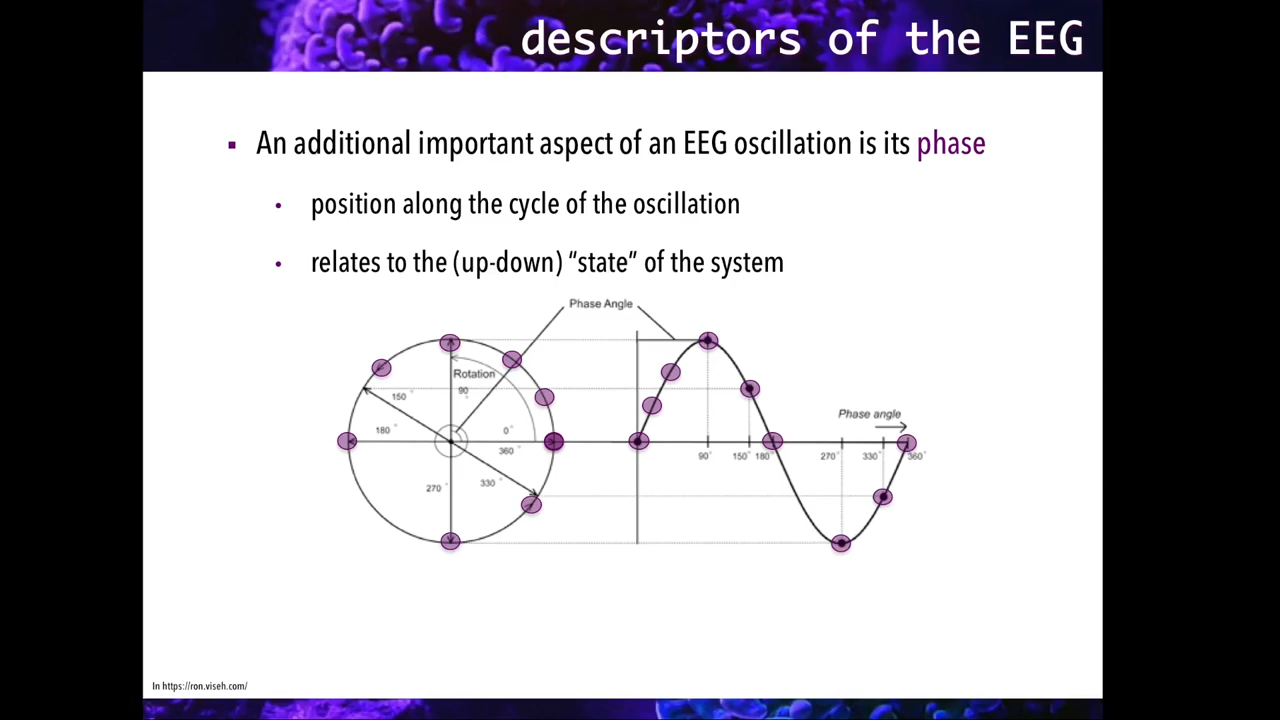 descriptors of the EEG
▪ An additional important aspect of an EEG oscillation is its phase
• position along the cycle of the oscillation
• relates to the (up-down) “state” of the system
Phase Angle
Rotation
90°
150°
180°
0°
360°
270°
330°
Phase angle
90° 150° 180° 270° 330° 360°
In https://ron.viseh.com/